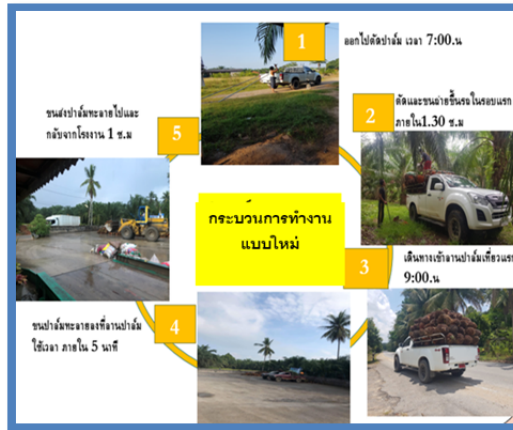 1
ออกไปตัดปาล์ม เวลา 7:00.น
2
ตัดและขนถ่ายขึ้นรถในรอบแรก
ภายใน1.30 ช.ม
กระบวนการทำงาน
แบบใหม่
3
เดินทางเข้าลานปาล์มเที่ยวแรก
9:00.น
4
ขนปาล์มทะลายลงที่ลานปาล์ม
ใช้เวลา ภายใน 5 นาที
5
ขนส่งปาล์มทะลายไปและ
กลับจากโรงงาน 1 ช.ม